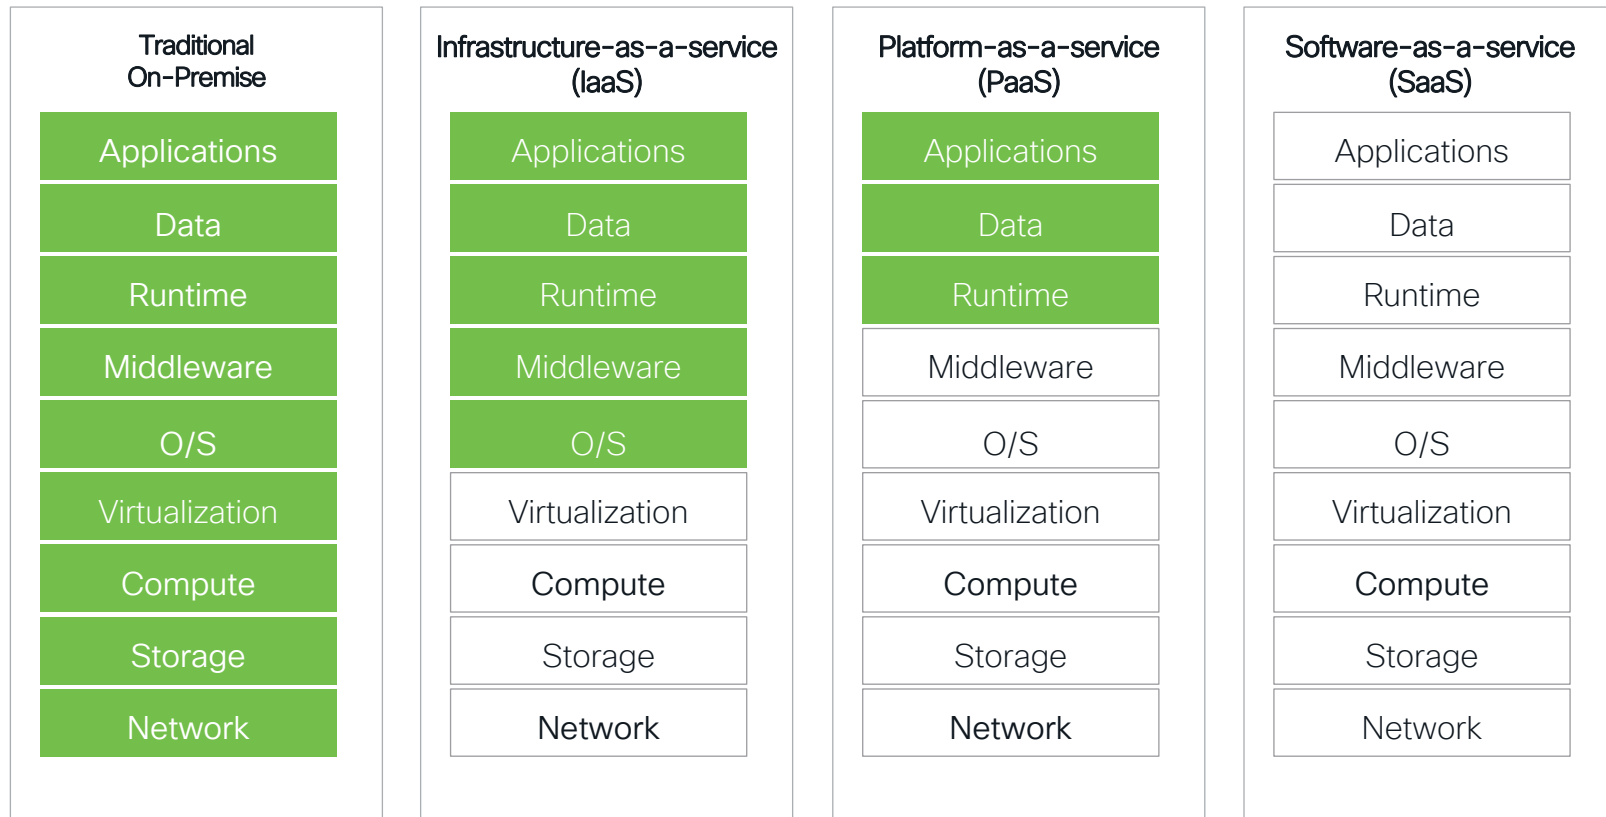 Traditional
On-Premise
Applications
Data
Runtime
Middleware
O/S
Virtualization
Compute
Storage
Network
Infrastructure-as-a-service
(IaaS)
Applications
Data
Runtime
Middleware
O/S
Virtualization
Compute
Storage
Network
Platform-as-a-service
(PaaS)
Applications
Data
Runtime
Middleware
O/S
Virtualization
Compute
Storage
Network
Software-as-a-service
(SaaS)
Applications
Data
Runtime
Middleware
O/S
Virtualization
Compute
Storage
Network